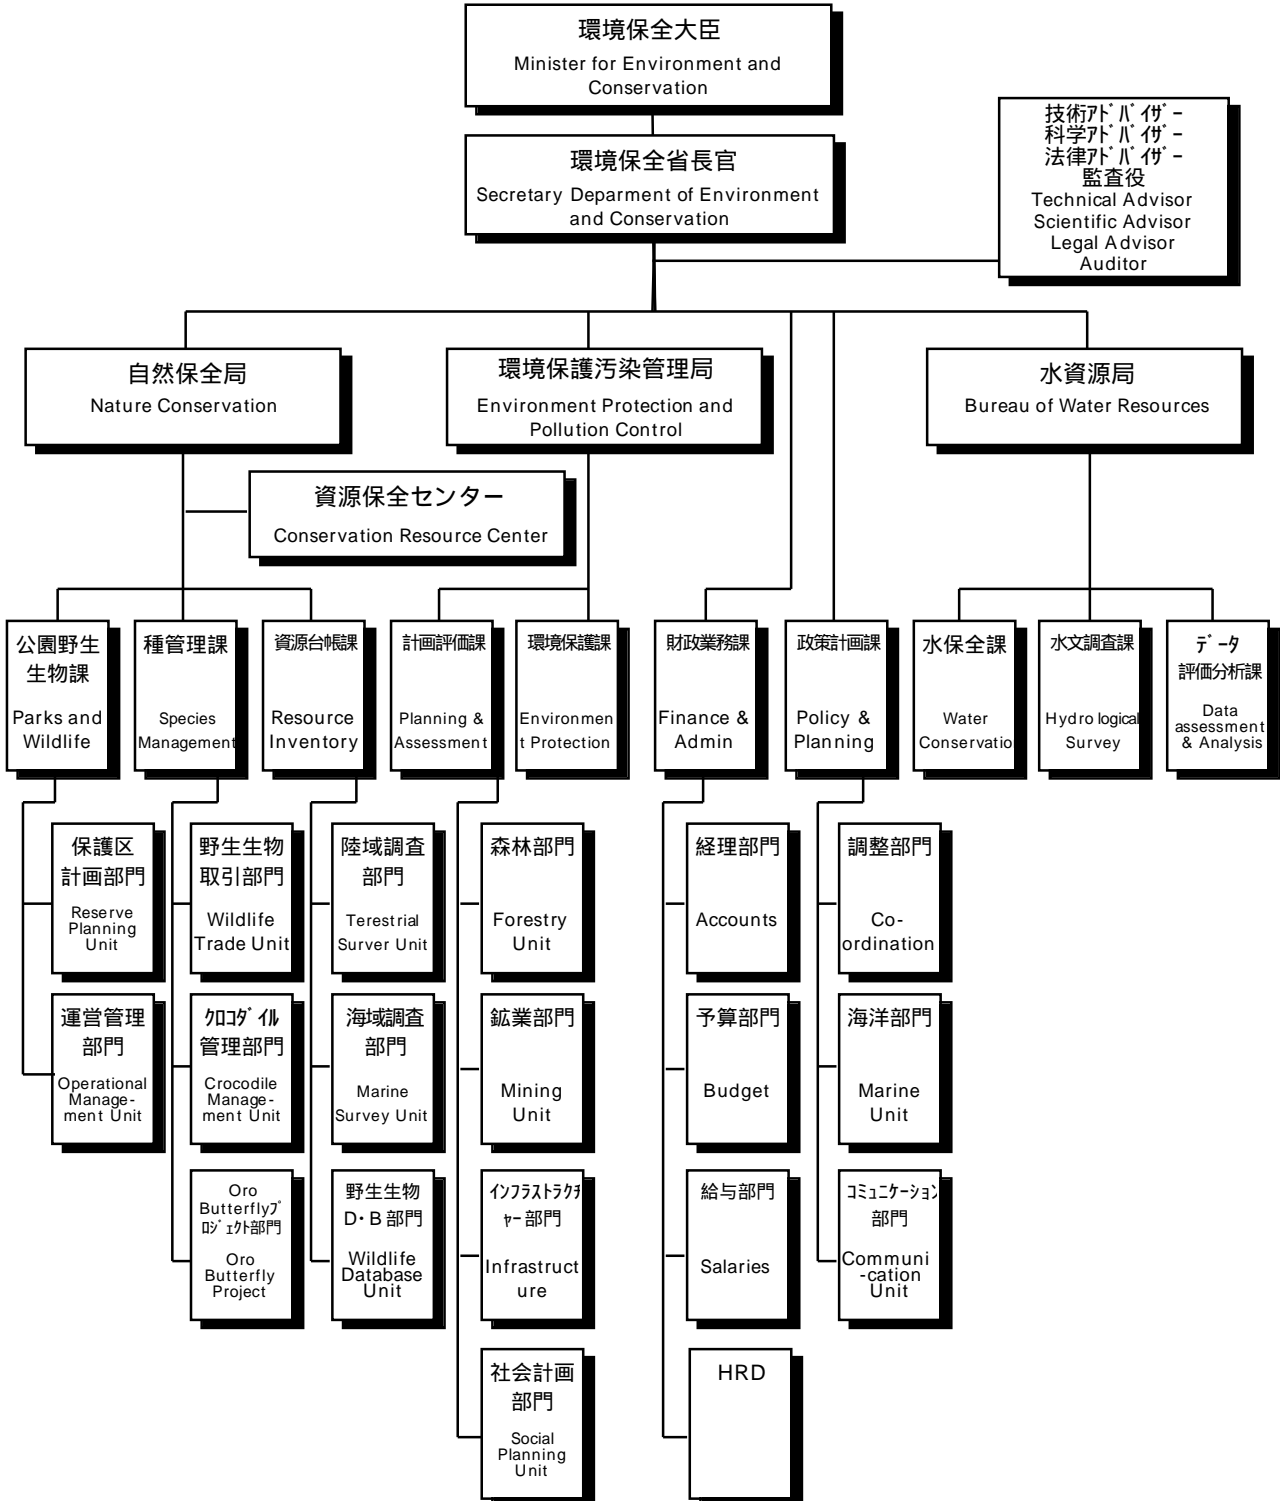 環境保全大臣
Minister for Environment and
Conservation
環境保全省長官
Secretary Deparment of Environment
and Conservation
技術ｱﾄﾞﾊﾞｲｻﾞｰ
科学ｱﾄﾞﾊﾞｲｻﾞｰ
法律ｱﾄﾞﾊﾞｲｻﾞｰ
監査役
Technical Advisor
Scientific Advisor
Legal Advisor
Auditor
自然保全局
Nature Conservation
環境保護汚染管理局
Environment Protection and
Pollution Control
水資源局
Bureau of Water Resources
資源保全センター
Conservation Resource Center
公園野生
生物課
Parks and
Wildlife
種管理課
Species
Management
資源台帳課
Resource
Inventory
計画評価課
Planning &
Assessment
環境保護課
Environmen
t Protection
財政業務課
Finance &
Admin
政策計画課
Policy &
Planning
水保全課
Water
Conservatio
水文調査課
Hydro logical
Survey
ﾃﾞｰﾀ
評価分析課
Data
assessment
& Analysis
保護区
計画部門
Reserve
Planning
Unit
野生生物
取引部門
Wildlife
Trade Unit
陸域調査
部門
Terestrial
Surver Unit
森林部門
Forestry
Unit
経理部門
Accounts
調整部門
Co-
ordination
運営管理
部門
Operational
Manage-
ment Unit
ｸﾛｺﾀﾞｲﾙ
管理部門
Crocodile
Manage-
ment Unit
海域調査
部門
Marine
Survey Unit
鉱業部門
Mining
Unit
予算部門
Budget
海洋部門
Marine
Unit
Oro
Butterflyﾌﾟ
ﾛｼﾞｪｸﾄ部門
Oro
Butterfly
Project
野生生物
D・B部門
Wildlife
Database
Unit
ｲﾝﾌﾗｽﾄﾗｸﾁ
ｬｰ部門
Infrastruct
ure
給与部門
Salaries
ｺﾐｭﾆｹｰｼｮﾝ
部門
Communi
-cation
Unit
社会計画
部門
Social
Planning
Unit
HRD